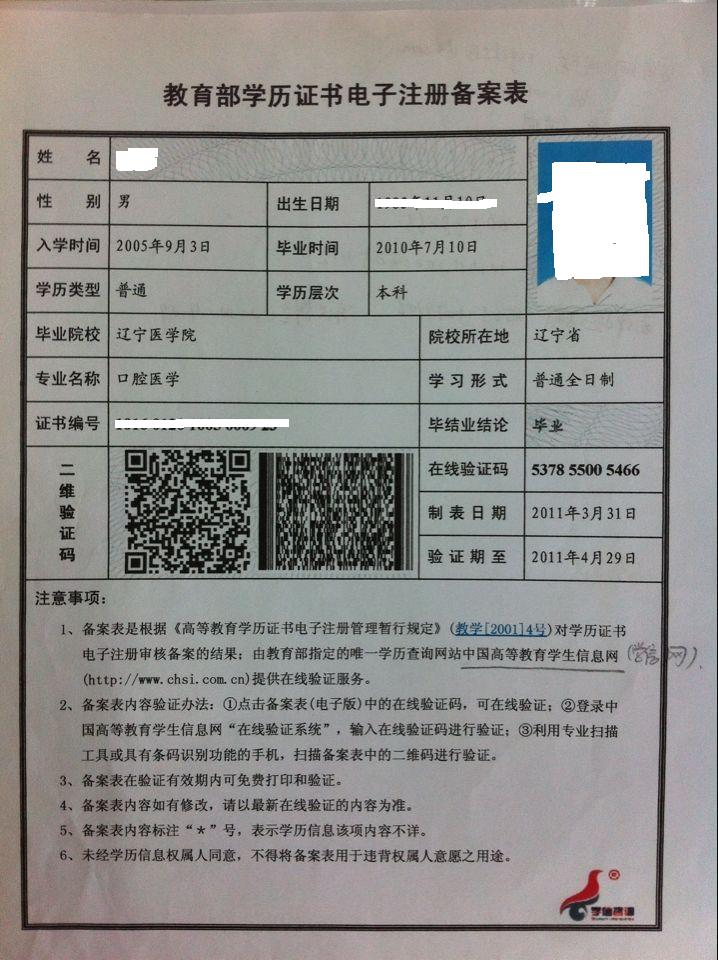 教育部学历证书电子注册备案表
姓 名
性 别 男 出生日期
入学时间 2005年9月3日 毕业时间 2010年7月10日
学历类型 普通 学历层次 本科
毕业院校 辽宁医学院 院校所在地 辽宁省
专业名称 口腔医学 学习形式 普通全日制
证书编号 毕结业结论 毕业
二维验证码 在线验证码 5378 5500 5466
制表日期 2011年3月31日
验证期至 2011年4月29日
注意事项：
1、备案表是根据《高等教育学历证书电子注册管理暂行规定》(教学[2001]4号)对学历证书
电子注册审核备案的结果；由教育部指定的唯一学历查询网站中国高等教育学生信息网 (学信网).
(http://www.chsi.com.cn)提供在线验证服务。
2、备案表内容验证办法：①点击备案表(电子版)中的在线验证码，可在线验证；②登录中
国高等教育学生信息网“在线验证系统”，输入在线验证码进行验证；③利用专业扫描
工具或具有条码识别功能的手机，扫描备案表中的二维码进行验证。
3、备案表在验证有效期内可免费打印和验证。
4、备案表内容如有修改，请以最新在线验证的内容为准。
5、备案表内容标注“*”号，表示学历信息该项内容不详。
6、未经学历信息权属人同意，不得将备案表用于违背权属人意愿之用途。
学信咨询